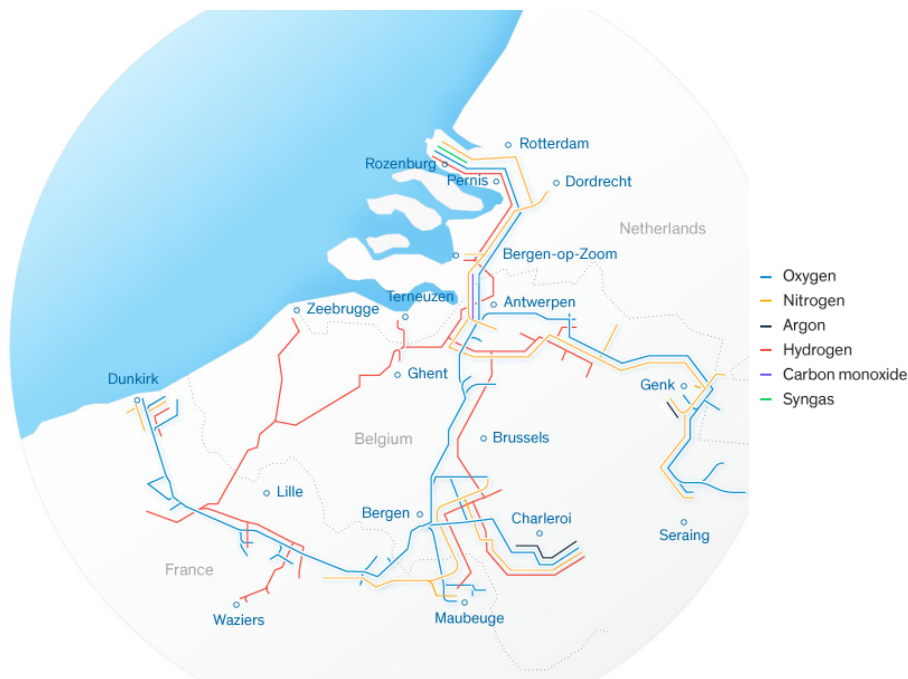 Rotterdam
Rozenburg
Pernis
Dordrecht
Netherlands
Bergen-op-Zoom
Terneuzen
Zeebrugge
Antwerpen
Dunkirk
Ghent
Genk
Belgium
Brussels
Lille
Bergen
Charleroi
Seraing
France
Waziers
Maubeuge
Oxygen
Nitrogen
Argon
Hydrogen
Carbon monoxide
Syngas